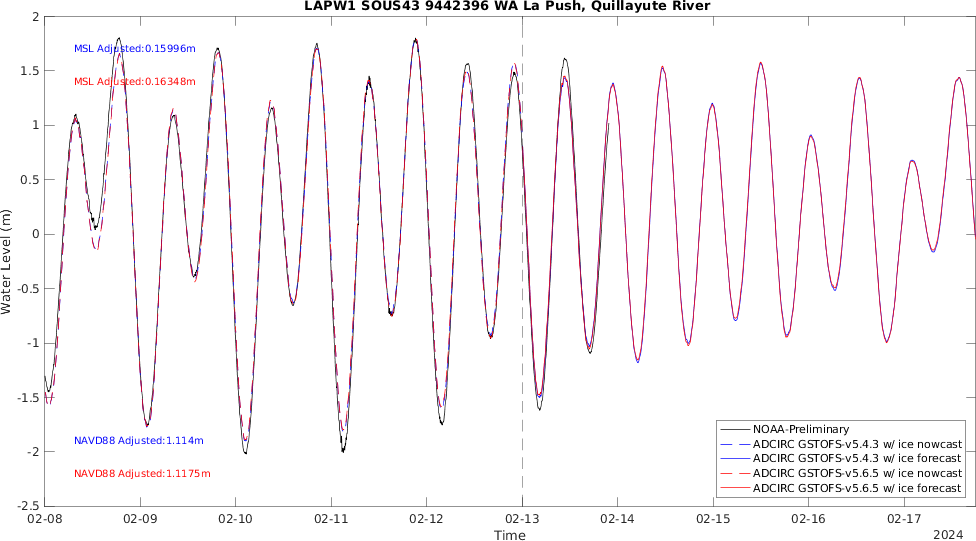 LAPW1 SOUS43 9442396 WA La Push, Quillayute River
Water Level (m)
2
1.5
1
0.5
0
-0.5
-1
-1.5
-2
-2.5
MSL Adjusted:0.15996m
MSL Adjusted:0.16348m
NAVD88 Adjusted:1.114m
NAVD88 Adjusted:1.1175m
NOAA-Preliminary
ADCIRC GSTOFS-v5.4.3 w/ ice nowcast
ADCIRC GSTOFS-v5.4.3 w/ ice forecast
ADCIRC GSTOFS-v5.6.5 w/ ice nowcast
ADCIRC GSTOFS-v5.6.5 w/ ice forecast
02-08 02-09 02-10 02-11 02-12 02-13 02-14 02-15 02-16 02-17
Time
2024